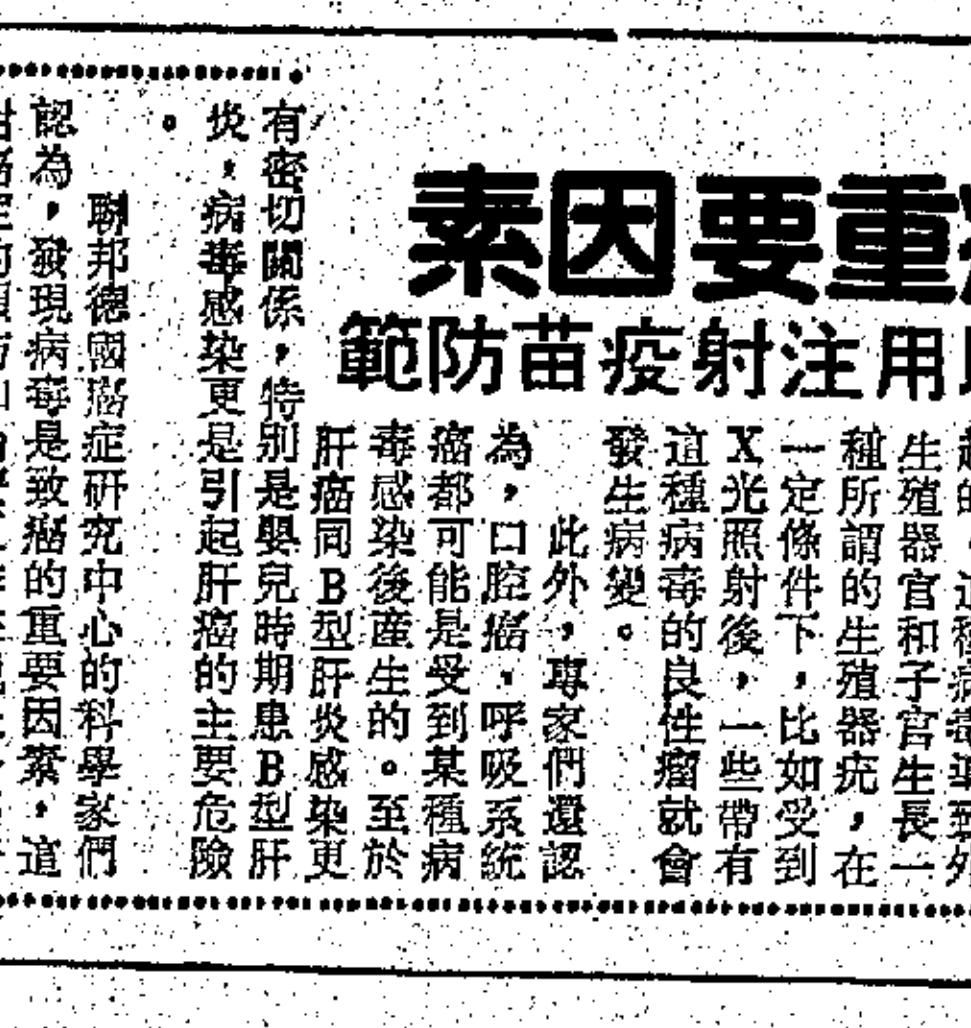 重要因素
用注射疫苗防範
生殖器官和子宮生長一
種所謂的生殖器疣，在
一定條件下，比如受到
X光照射後，一些帶有
這種病毒的良性瘤就會
發生病變。
此外，專家們還認
為，口腔癌、呼吸系統
癌都可能是受到某種病
毒感染後産生的。至於
肝癌同B型肝炎感染更
有密切關係，特別是嬰兒時期患B型肝
炎，病毒感染更是引起肝癌的主要危險
。
聯邦德國癌症研究中心的科學家們
認為，發現病毒是致癌的重要因素，這